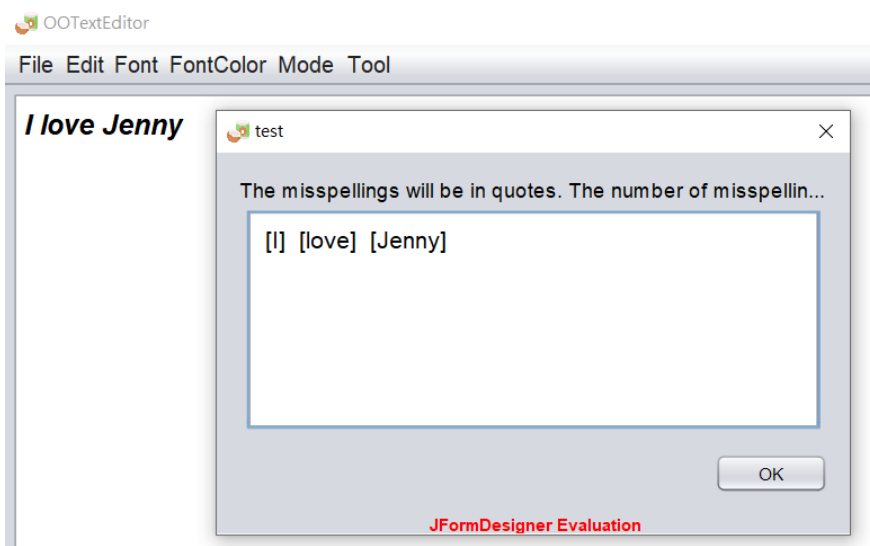 OOTextEditor
File Edit Font FontColor Mode Tool
I love Jenny
test
The misspellings will be in quotes. The number of misspellin...
[I] [love] [Jenny]
OK
JFormDesigner Evaluation